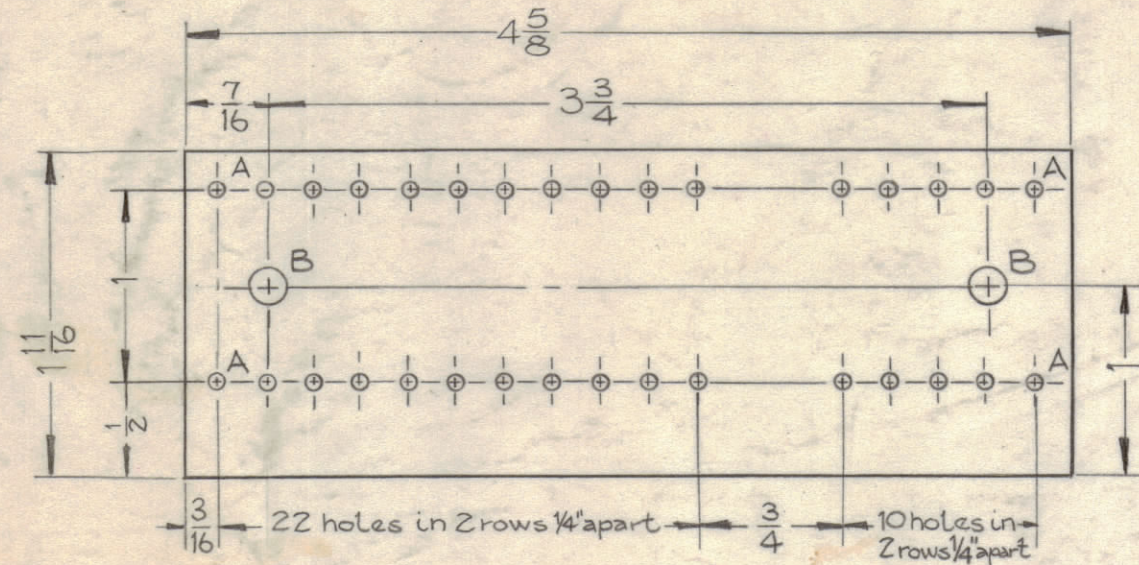 4 5/8
7/16
3 3/4
A
A
B
B
1
1 11/16
1
A
A
1/2
3/16
22 holes in 2 rows 1/4" apart
3/4
10 holes in
2 rows 1/4" apart